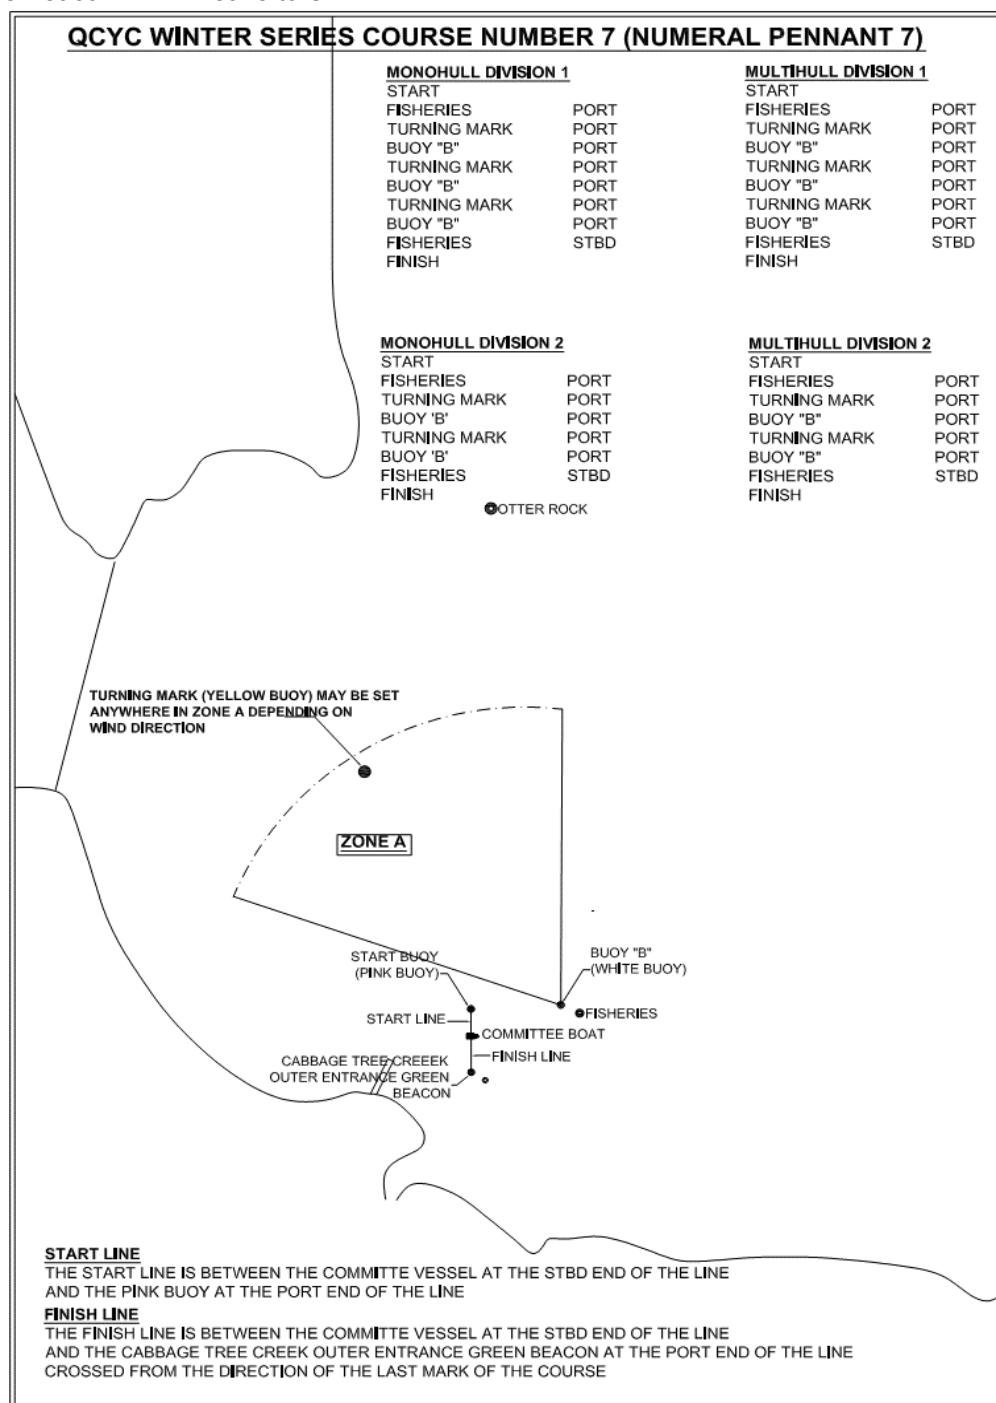 QCYC WINTER SERIES COURSE NUMBER 7 (NUMERAL PENNANT 7)
MONOHULL DIVISION 1
START
FISHERIES PORT
TURNING MARK PORT
BUOY "B" PORT
TURNING MARK PORT
BUOY "B" PORT
TURNING MARK PORT
BUOY "B" PORT
FISHERIES STBD
FINISH
MULTIHULL DIVISION 1
START
FISHERIES PORT
TURNING MARK PORT
BUOY "B" PORT
TURNING MARK PORT
BUOY "B" PORT
TURNING MARK PORT
BUOY "B" PORT
FISHERIES STBD
FINISH
MONOHULL DIVISION 2
START
FISHERIES PORT
TURNING MARK PORT
BUOY 'B' PORT
TURNING MARK PORT
BUOY 'B' PORT
FISHERIES STBD
FINISH
MULTIHULL DIVISION 2
START
FISHERIES PORT
TURNING MARK PORT
BUOY "B" PORT
TURNING MARK PORT
BUOY "B" PORT
FISHERIES STBD
FINISH
OTTER ROCK
TURNING MARK (YELLOW BUOY) MAY BE SET
ANYWHERE IN ZONE A DEPENDING ON
WIND DIRECTION
ZONE A
START BUOY
(PINK BUOY)
BUOY "B"
(WHITE BUOY)
FISHERIES
START LINE
COMMITTEE BOAT
FINISH LINE
CABBAGE TREE CREEEK
OUTER ENTRANCE GREEN
BEACON
START LINE
THE START LINE IS BETWEEN THE COMMITTE VESSEL AT THE STBD END OF THE LINE
AND THE PINK BUOY AT THE PORT END OF THE LINE
FINISH LINE
THE FINISH LINE IS BETWEEN THE COMMITTE VESSEL AT THE STBD END OF THE LINE
AND THE CABBAGE TREE CREEK OUTER ENTRANCE GREEN BEACON AT THE PORT END OF THE LINE
CROSSED FROM THE DIRECTION OF THE LAST MARK OF THE COURSE